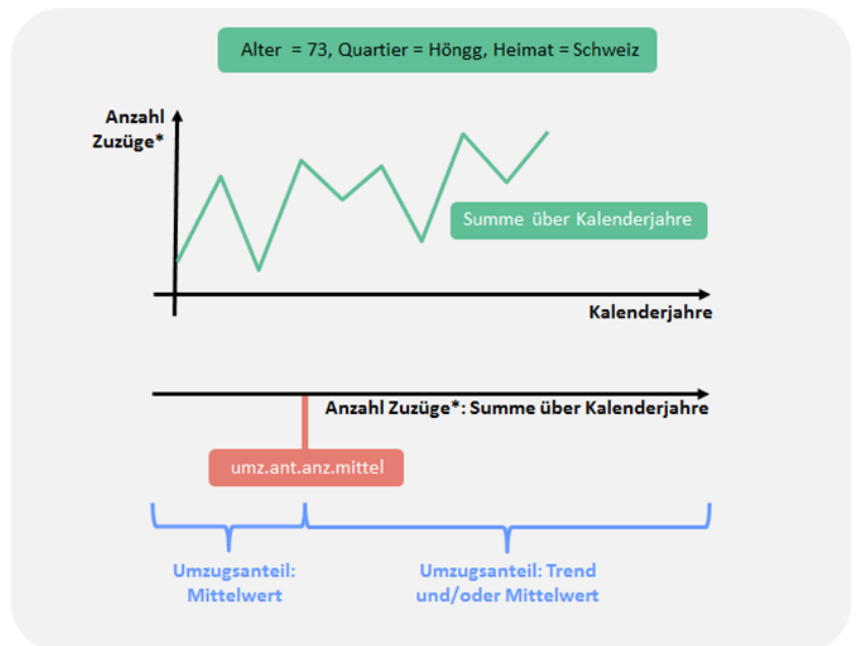 Alter = 73, Quartier = Höngg, Heimat = Schweiz
Anzahl
Zuzüge*
Summe über Kalenderjahre
Kalenderjahre
Anzahl Zuzüge*: Summe über Kalenderjahre
umz.ant.anz.mittel
Umzugsanteil:
Mittelwert
Umzugsanteil: Trend
und/oder Mittelwert